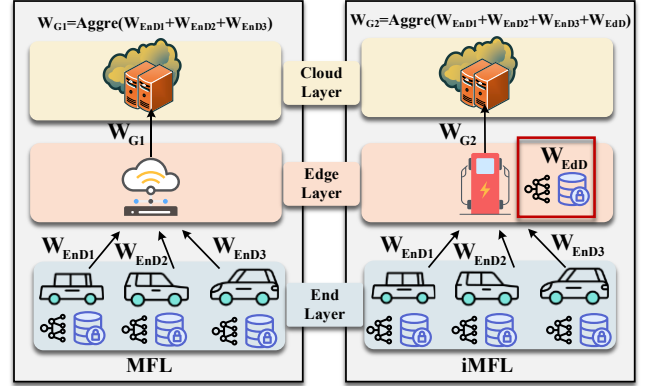 W_G1=Aggre(W_EnD1+W_EnD2+W_EnD3)
W_G2=Aggre(W_EnD1+W_EnD2+W_EnD3+W_EdD)
Cloud
Layer
W_G1
W_G2
Edge
Layer
W_EdD
W_EnD1
W_EnD2
W_EnD3
W_EnD1
W_EnD2
W_EnD3
End
Layer
MFL
iMFL